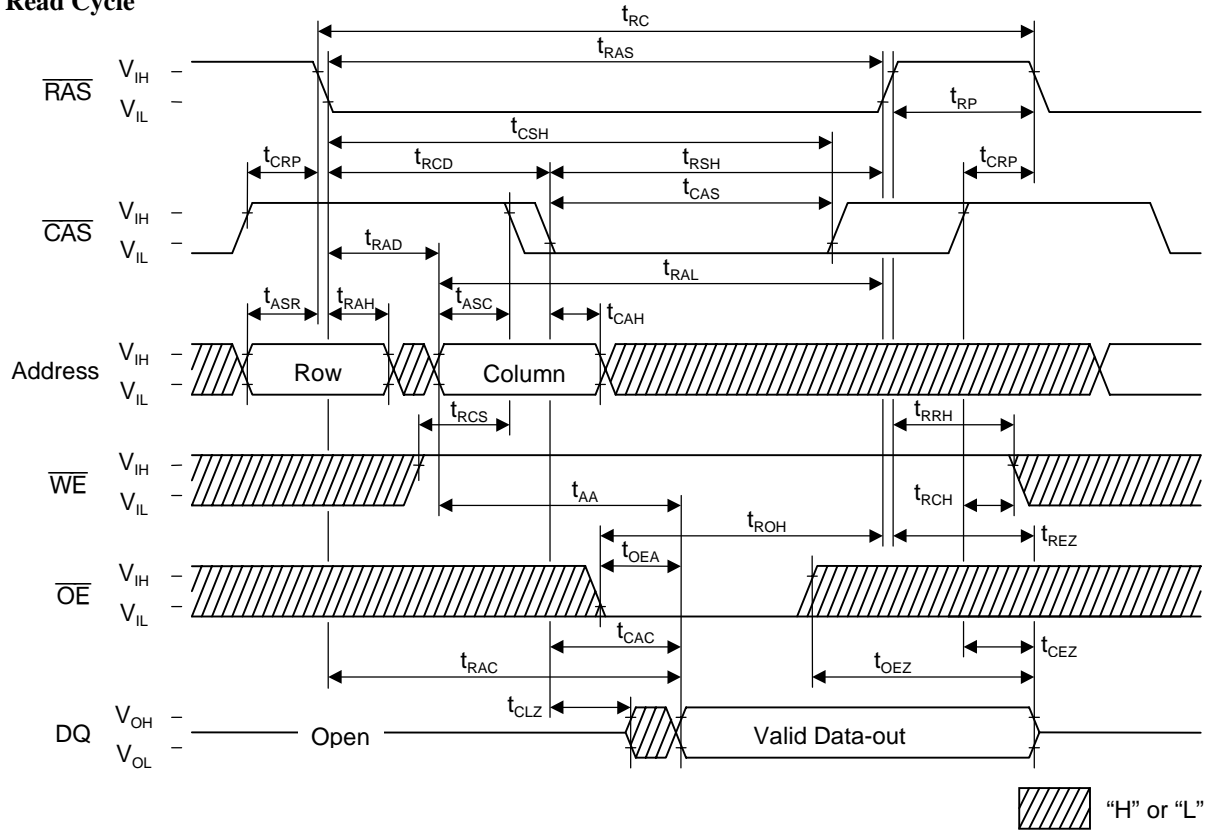 Read Cycle
tRC
tRAS
RAS
VIH
VIL
tRP
tCSH
tCRP
tRCD
tRSH
tCRP
tCAS
CAS
VIH
VIL
tRAD
tRAL
tASR
tRAH
tASC
tCAH
Address
VIH
VIL
Row
Column
tRCS
tRRH
WE
VIH
VIL
tAA
tRCH
tROH
tREZ
tOEA
OE
VIH
VIL
tCAC
tCEZ
tRAC
tOEZ
tCLZ
DQ
VOH
VOL
Open
Valid Data-out
“H” or “L”